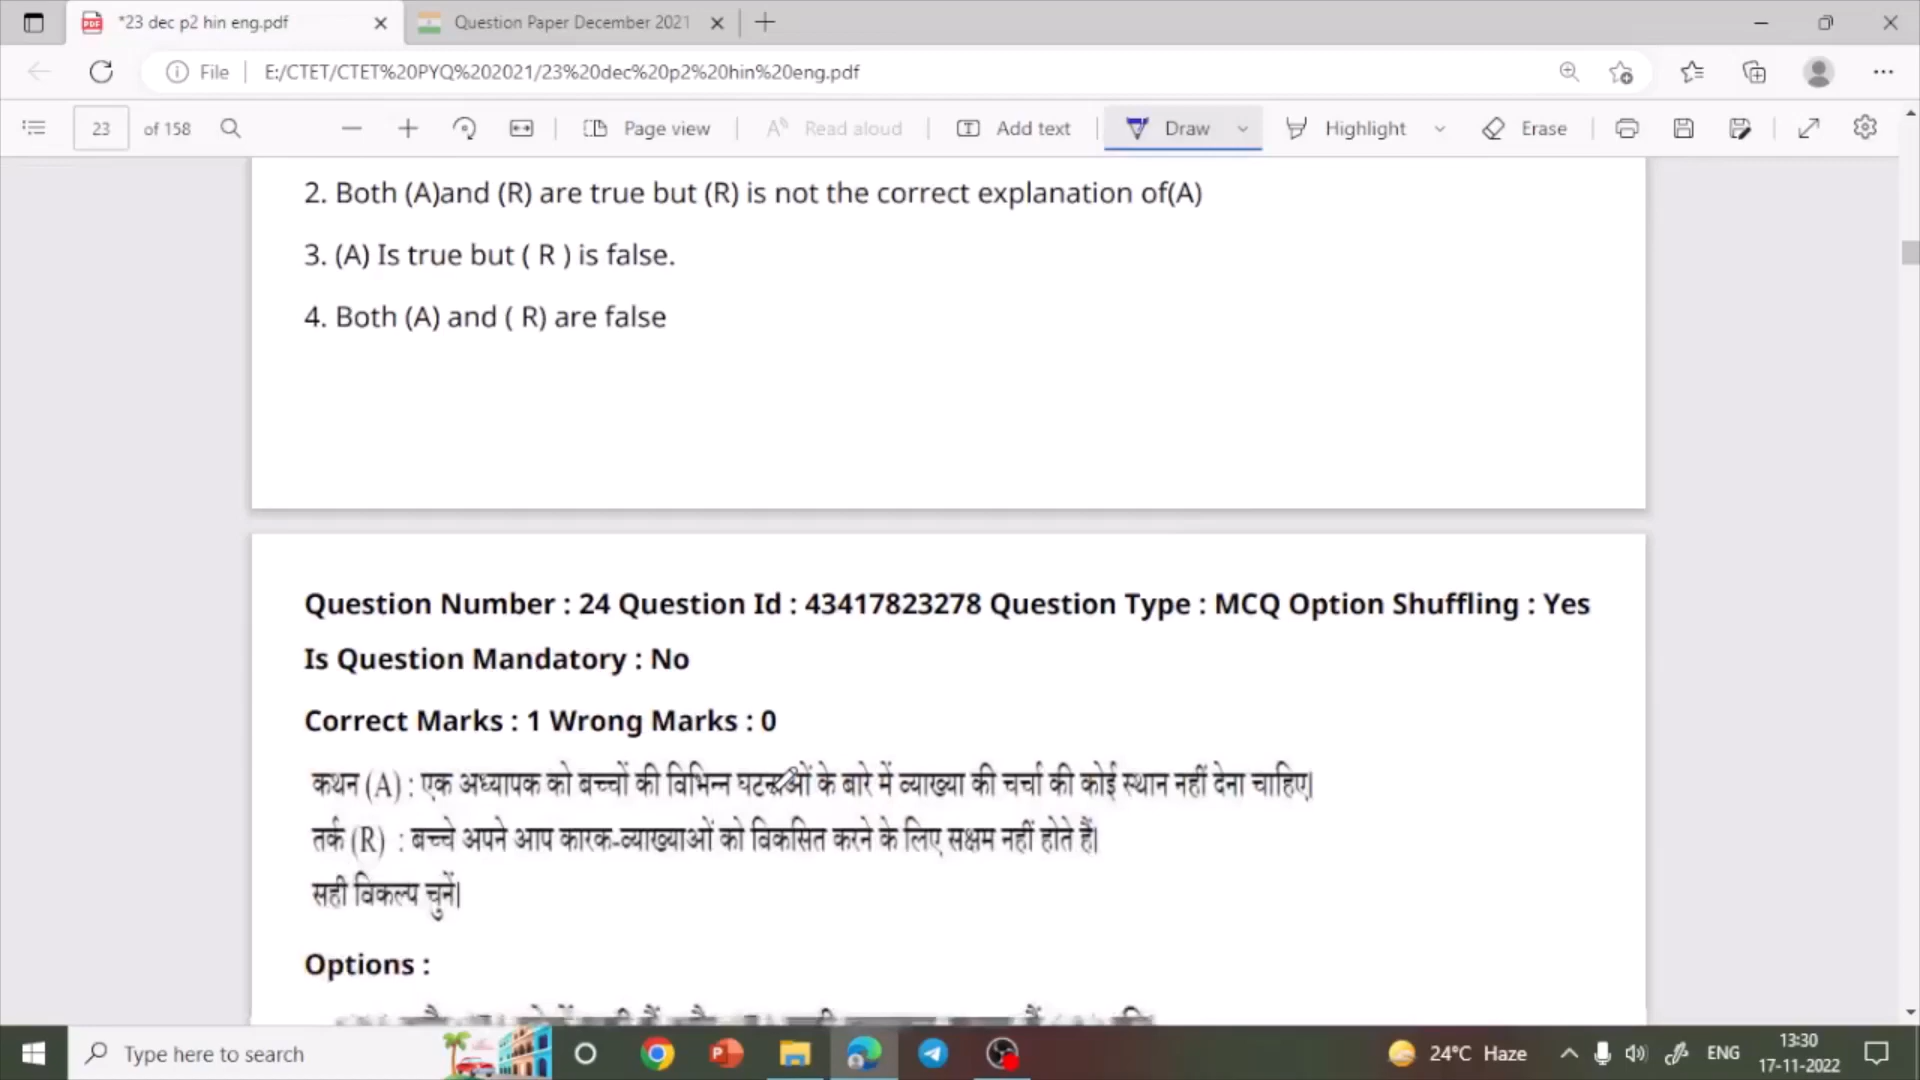 *23 dec p2 hin eng.pdf
Question Paper December 2021
File
E:/CTET/CTET%20PYQ%202021/23%20dec%20p2%20hin%20eng.pdf
23 of 158
Page view
Read aloud
Add text
Draw
Highlight
Erase
2. Both (A)and (R) are true but (R) is not the correct explanation of(A)
3. (A) Is true but ( R ) is false.
4. Both (A) and ( R) are false
Question Number : 24 Question Id : 43417823278 Question Type : MCQ Option Shuffling : Yes
Is Question Mandatory : No
Correct Marks : 1 Wrong Marks : 0
कथन (A) : एक अध्यापक को बच्चों की विभिन्न घटनाओं के बारे में व्याख्या की चर्चा की कोई स्थान नहीं देना चाहिए|
तर्क (R) : बच्चे अपने आप कारक-व्याख्याओं को विकसित करने के लिए सक्षम नहीं होते हैं|
सही विकल्प चुनें|
Options :
Type here to search
24°C Haze
ENG
13:30
17-11-2022